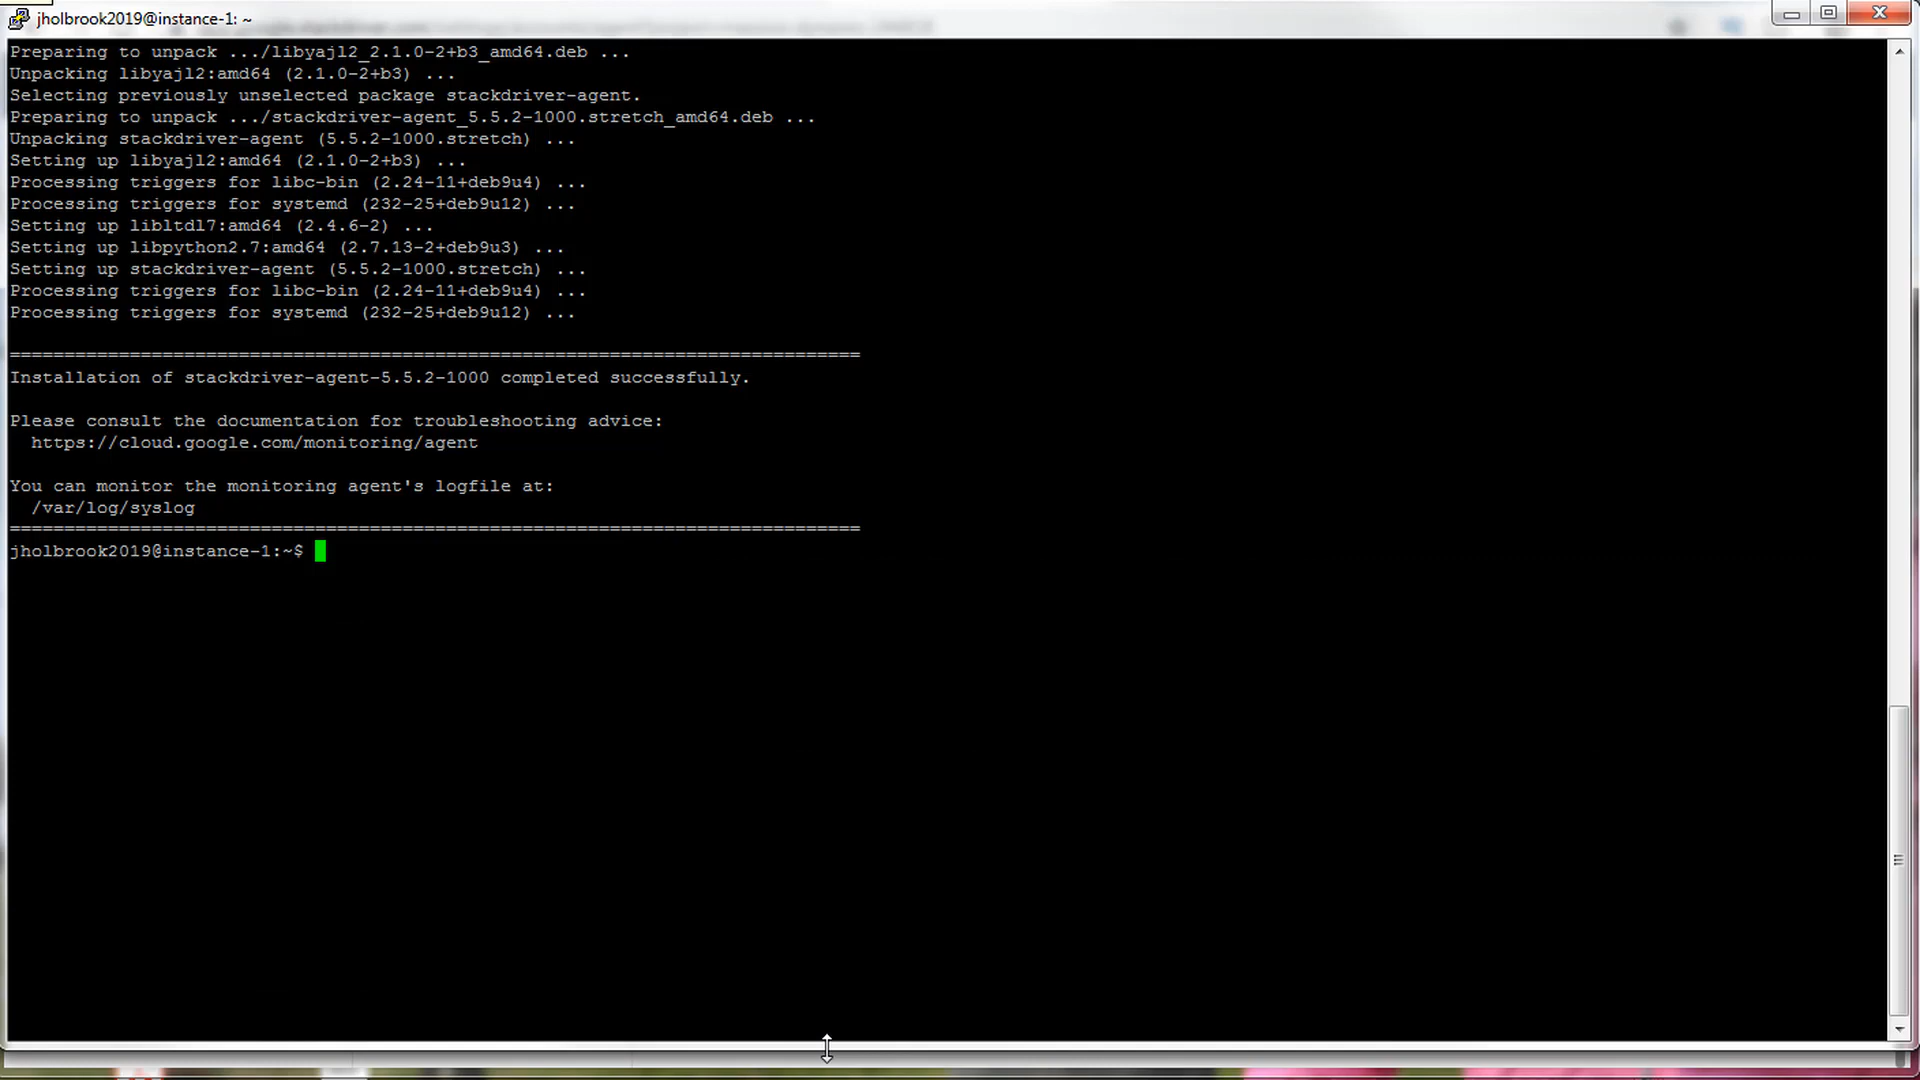 jholbrook2019@instance-1: ~
Preparing to unpack .../libyajl2_2.1.0-2+b3_amd64.deb ...
Unpacking libyajl2:amd64 (2.1.0-2+b3) ...
Selecting previously unselected package stackdriver-agent.
Preparing to unpack .../stackdriver-agent_5.5.2-1000.stretch_amd64.deb ...
Unpacking stackdriver-agent (5.5.2-1000.stretch) ...
Setting up libyajl2:amd64 (2.1.0-2+b3) ...
Processing triggers for libc-bin (2.24-11+deb9u4) ...
Processing triggers for systemd (232-25+deb9u12) ...
Setting up libltdl7:amd64 (2.4.6-2) ...
Setting up libpython2.7:amd64 (2.7.13-2+deb9u3) ...
Setting up stackdriver-agent (5.5.2-1000.stretch) ...
Processing triggers for libc-bin (2.24-11+deb9u4) ...
Processing triggers for systemd (232-25+deb9u12) ...
==============================================================================
Installation of stackdriver-agent-5.5.2-1000 completed successfully.
Please consult the documentation for troubleshooting advice:
https://cloud.google.com/monitoring/agent
You can monitor the monitoring agent's logfile at:
/var/log/syslog
==============================================================================
jholbrook2019@instance-1:~$